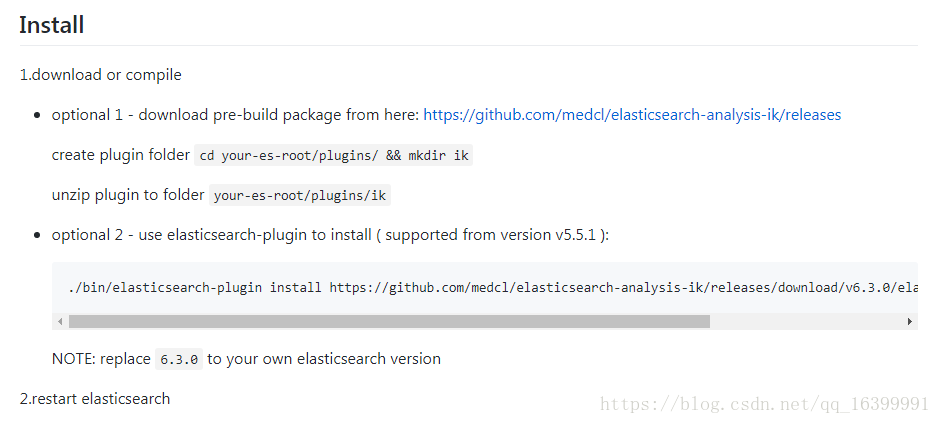 Install
1.download or compile
optional 1 - download pre-build package from here: https://github.com/medcl/elasticsearch-analysis-ik/releases
create plugin folder cd your-es-root/plugins/ && mkdir ik
unzip plugin to folder your-es-root/plugins/ik
optional 2 - use elasticsearch-plugin to install ( supported from version v5.5.1 ):
./bin/elasticsearch-plugin install https://github.com/medcl/elasticsearch-analysis-ik/releases/download/v6.3.0/ela
NOTE: replace 6.3.0 to your own elasticsearch version
2.restart elasticsearch
https://blog.csdn.net/qq_16399991